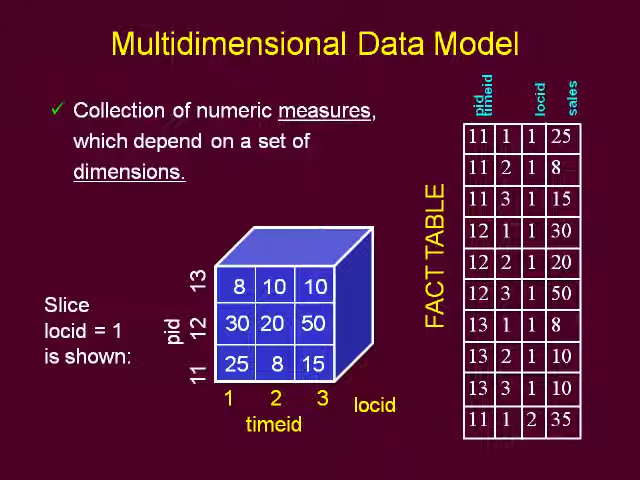 Multidimensional Data Model
✓ Collection of numeric measures,
which depend on a set of
dimensions.
Slice
locid = 1
is shown:
pid
13 8 10 10
12 30 20 50
11 25 8 15
1 2 3
timeid
locid
FACT TABLE
pid timeid locid sales
11 1 1 25
11 2 1 8
11 3 1 15
12 1 1 30
12 2 1 20
12 3 1 50
13 1 1 8
13 2 1 10
13 3 1 10
11 1 2 35